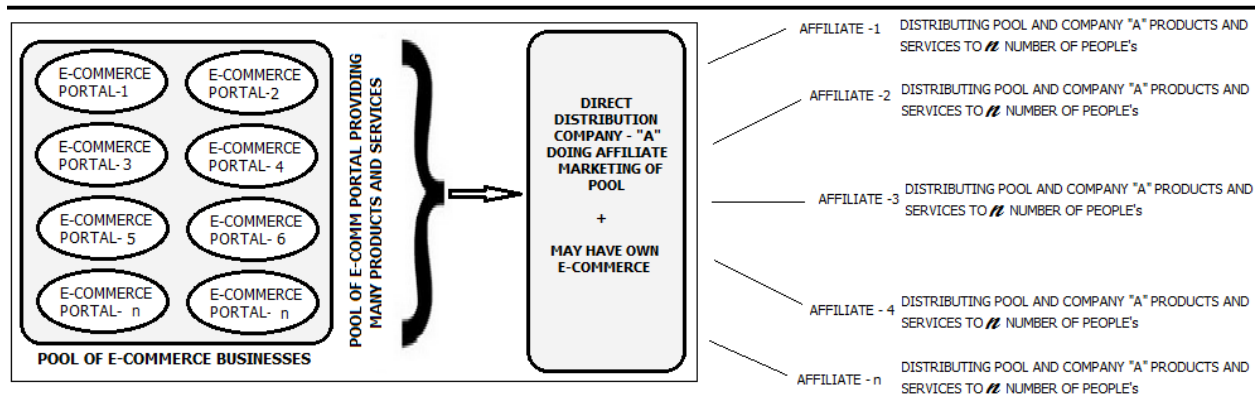 E-COMMERCE
PORTAL-1
E-COMMERCE
PORTAL-2
E-COMMERCE
PORTAL-3
E-COMMERCE
PORTAL- 4
E-COMMERCE
PORTAL- 5
E-COMMERCE
PORTAL- 6
E-COMMERCE
PORTAL- n
E-COMMERCE
PORTAL- n
POOL OF E-COMMERCE BUSINESSES
POOL OF E-COMM PORTAL PROVIDING
MANY PRODUCTS AND SERVICES
DIRECT
DISTRIBUTION
COMPANY - "A"
DOING AFFILIATE
MARKETING OF
POOL
+
MAY HAVE OWN
E-COMMERCE
AFFILIATE -1
DISTRIBUTING POOL AND COMPANY "A" PRODUCTS AND
SERVICES TO n NUMBER OF PEOPLE's
AFFILIATE -2
DISTRIBUTING POOL AND COMPANY "A" PRODUCTS AND
SERVICES TO n NUMBER OF PEOPLE's
AFFILIATE -3
DISTRIBUTING POOL AND COMPANY "A" PRODUCTS AND
SERVICES TO n NUMBER OF PEOPLE's
AFFILIATE - 4
DISTRIBUTING POOL AND COMPANY "A" PRODUCTS AND
SERVICES TO n NUMBER OF PEOPLE's
AFFILIATE - n
DISTRIBUTING POOL AND COMPANY "A" PRODUCTS AND
SERVICES TO n NUMBER OF PEOPLE's